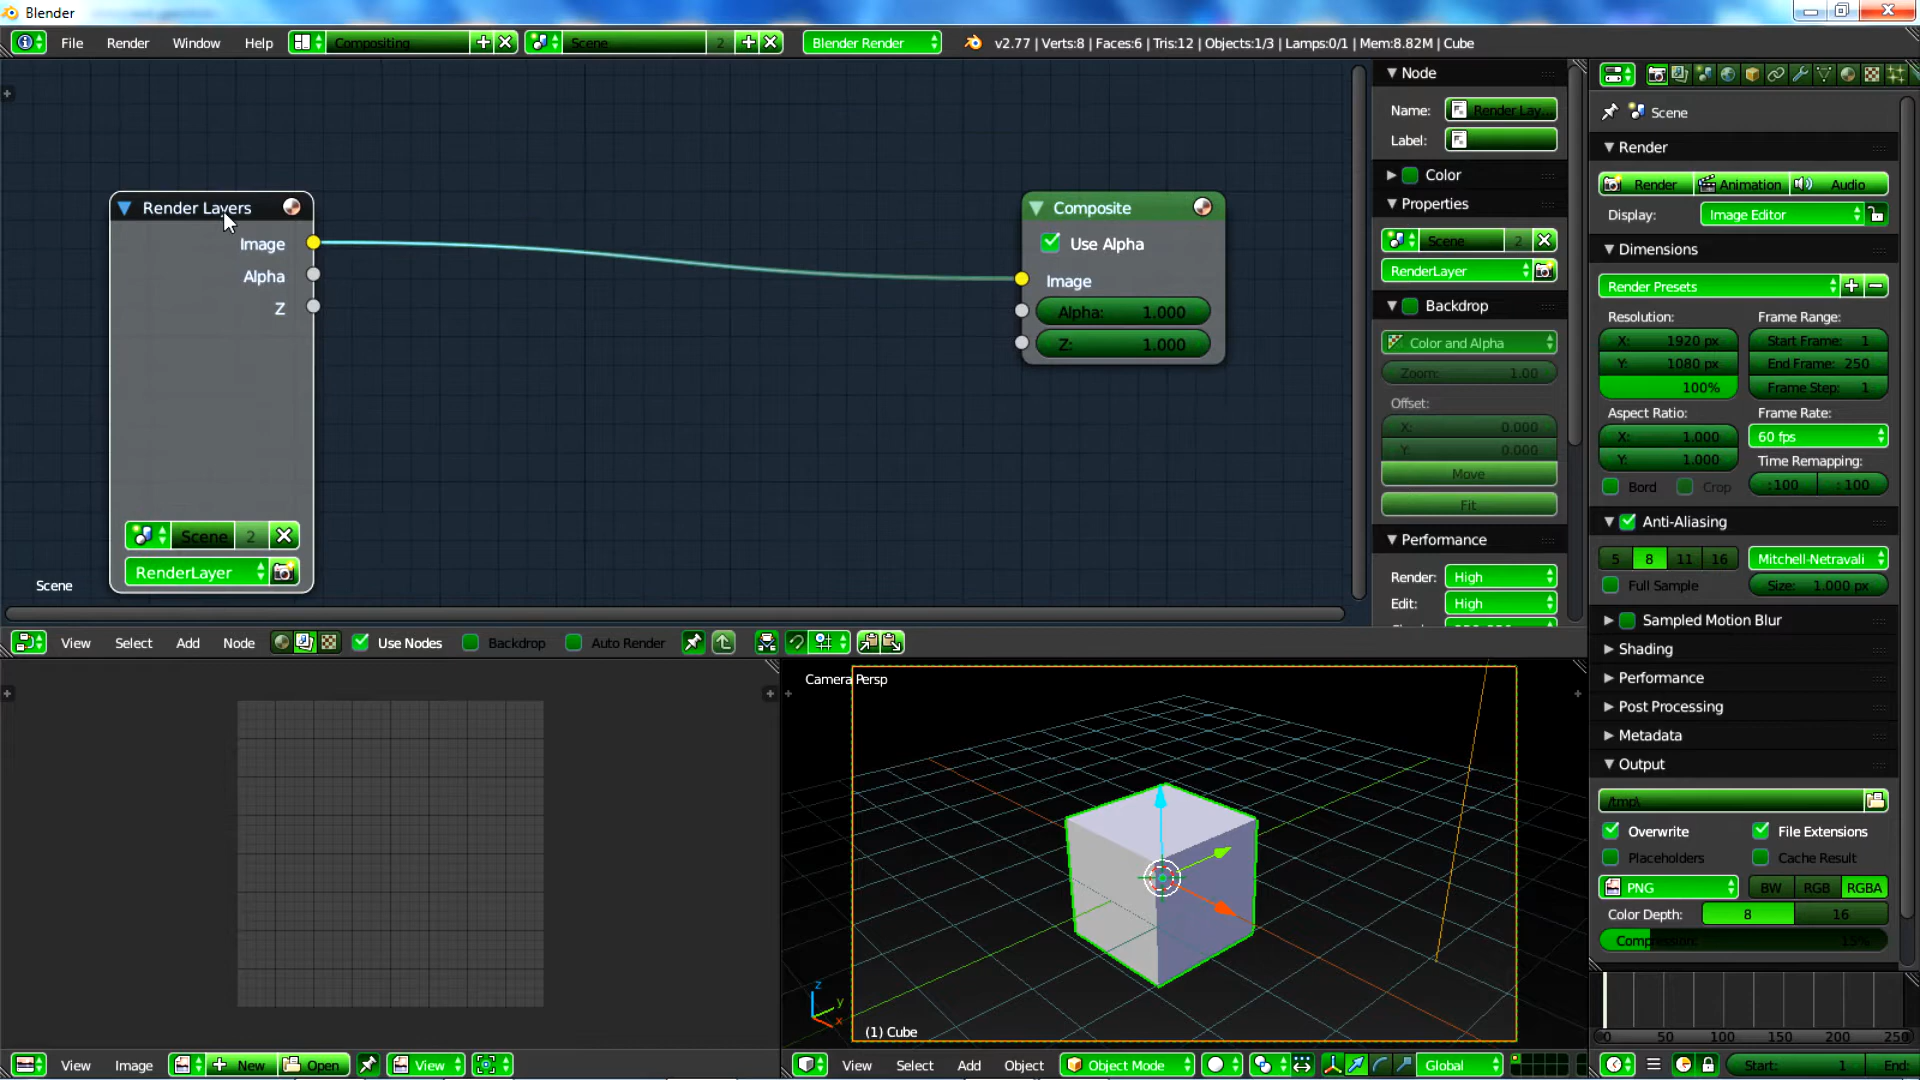 Blender
File Render Window Help Compositing Scene 2 Blender Render v2.77 | Verts:8 | Faces:6 | Tris:12 | Objects:1/3 | Lamps:0/1 | Mem:8.82M | Cube
Render Layers
Image
Alpha
Z
Scene 2
RenderLayer
Scene
Composite
Use Alpha
Image
Alpha: 1.000
Z: 1.000
Node
Name: Render Lay...
Label:
Color
Properties
Scene 2
RenderLayer
Backdrop
Color and Alpha
Zoom: 1.00
Offset:
X: 0.000
Y: 0.000
Move
Fit
Performance
Render: High
Edit: High
Scene
Render
Render Animation Audio
Display: Image Editor
Dimensions
Render Presets
Resolution: Frame Range:
X: 1920 px Start Frame: 1
Y: 1080 px End Frame: 250
100% Frame Step: 1
Aspect Ratio: Frame Rate:
X: 1.000 60 fps
Y: 1.000 Time Remapping:
Bord Crop :100 :100
Anti-Aliasing
5 8 11 16 Mitchell-Netravali
Full Sample Size: 1.000 px
Sampled Motion Blur
Shading
Performance
Post Processing
Metadata
Output
/tmp\
Overwrite File Extensions
Placeholders Cache Result
PNG BW RGB RGBA
Color Depth: 8 16
Compression: 15%
View Select Add Node Use Nodes Backdrop Auto Render
Camera Persp
z
y
x
(1) Cube
0 50 100 150 200 250
View Image New Open View
View Select Add Object Object Mode Global
Start: 1 End: